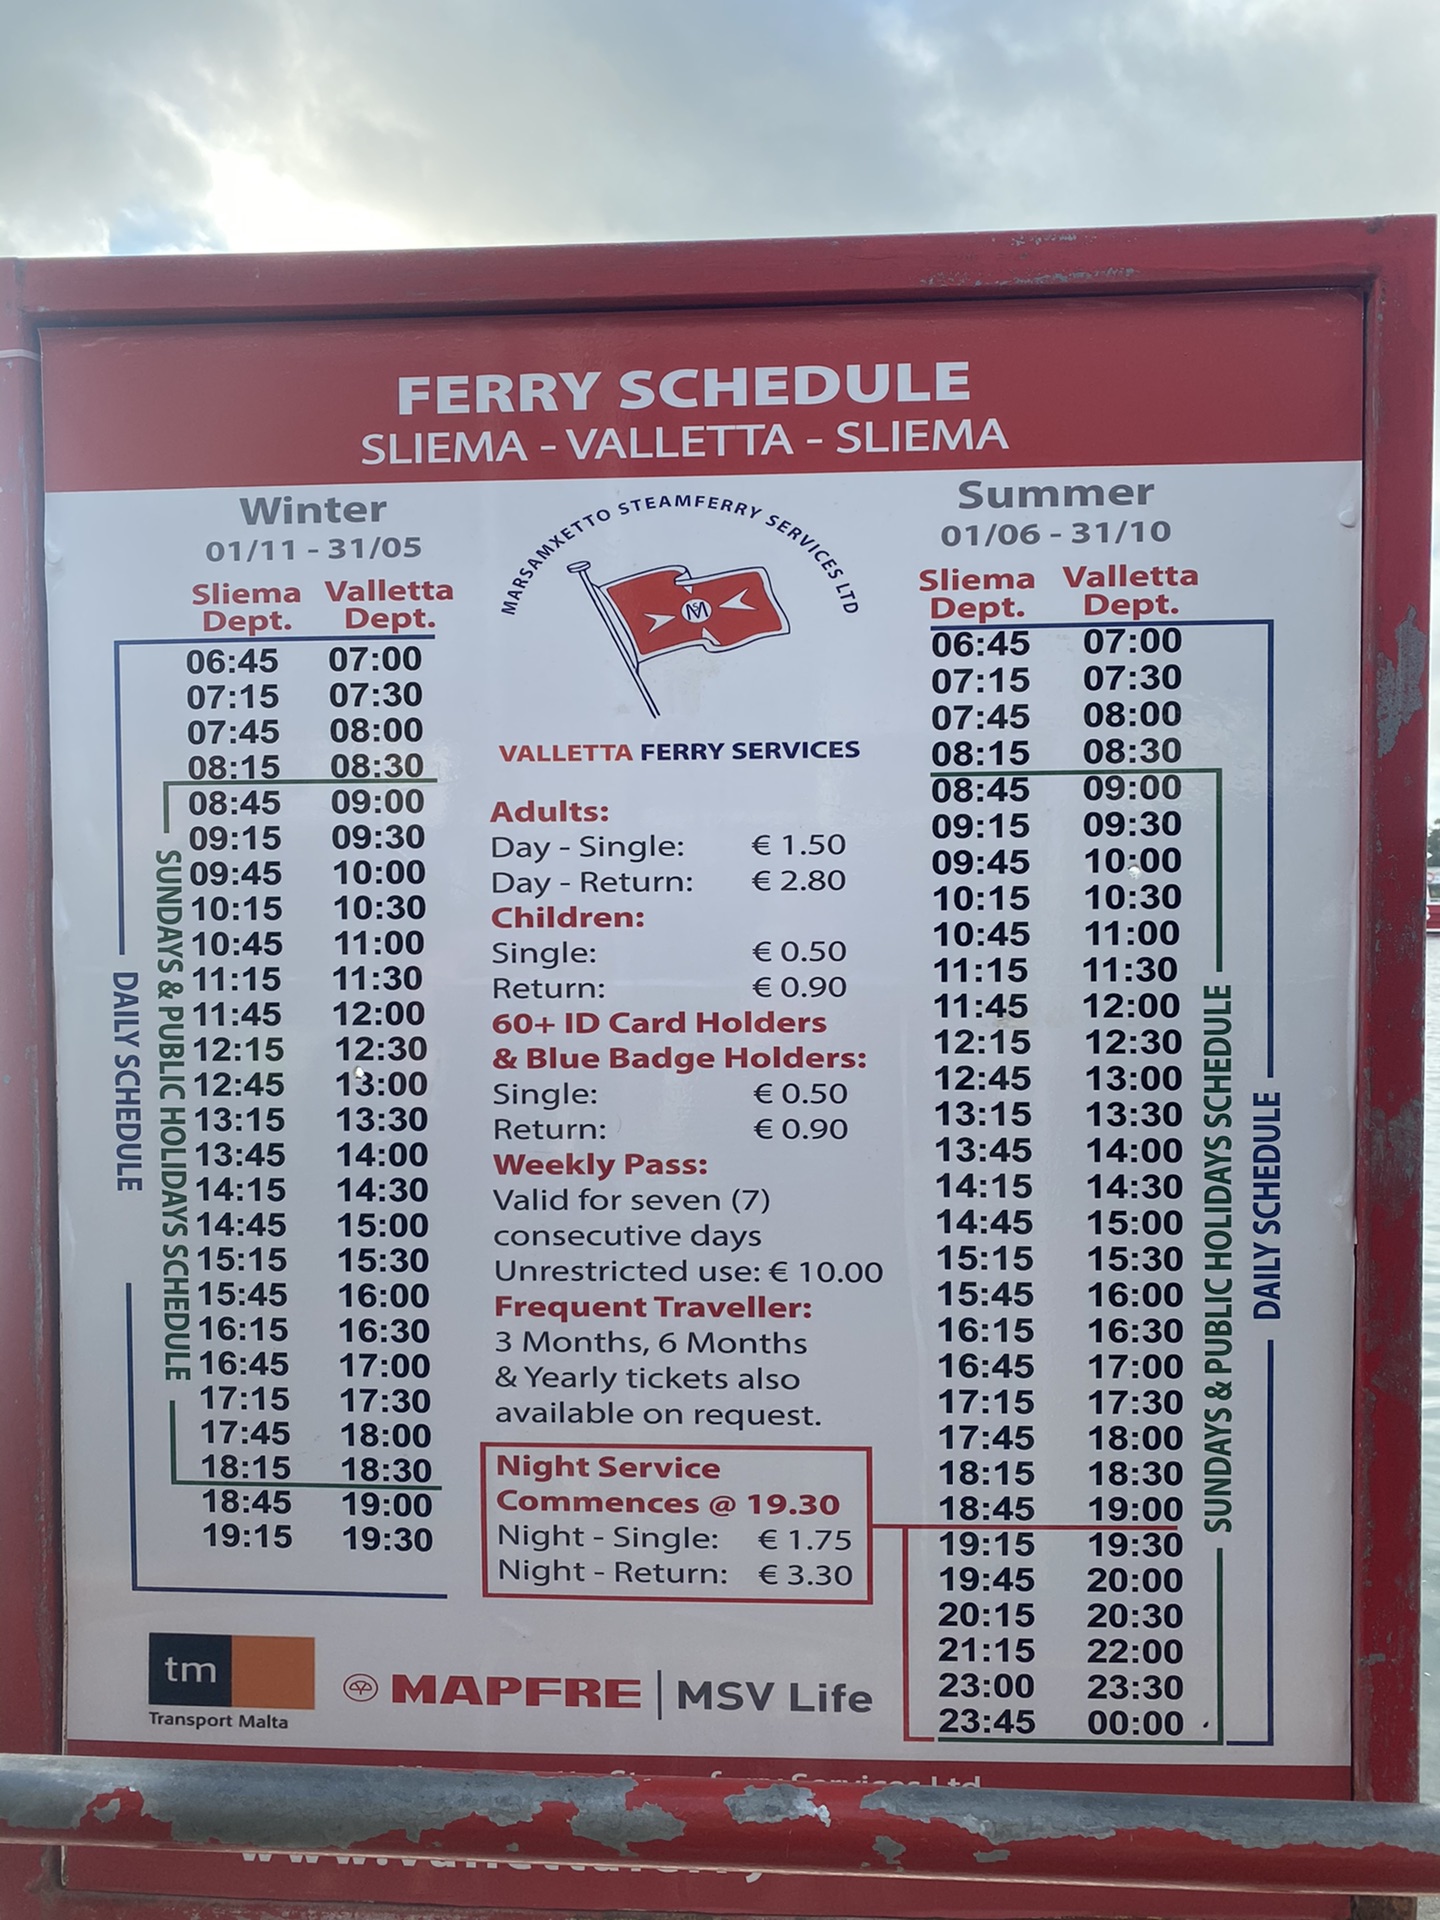 FERRY SCHEDULE
SLIEMA - VALLETTA - SLIEMA
Winter
01/11 - 31/05
Sliema Dept. Valletta Dept.
06:45 07:00
07:15 07:30
07:45 08:00
08:15 08:30
08:45 09:00
09:15 09:30
09:45 10:00
10:15 10:30
10:45 11:00
11:15 11:30
11:45 12:00
12:15 12:30
12:45 13:00
13:15 13:30
13:45 14:00
14:15 14:30
14:45 15:00
15:15 15:30
15:45 16:00
16:15 16:30
16:45 17:00
17:15 17:30
17:45 18:00
18:15 18:30
18:45 19:00
19:15 19:30
DAILY SCHEDULE
SUNDAYS & PUBLIC HOLIDAYS SCHEDULE
MARSAMXETTO STEAMFERRY SERVICES LTD
VALLETTA FERRY SERVICES
Adults:
Day - Single: € 1.50
Day - Return: € 2.80
Children:
Single: € 0.50
Return: € 0.90
60+ ID Card Holders
& Blue Badge Holders:
Single: € 0.50
Return: € 0.90
Weekly Pass:
Valid for seven (7)
consecutive days
Unrestricted use: € 10.00
Frequent Traveller:
3 Months, 6 Months
& Yearly tickets also
available on request.
Night Service
Commences @ 19.30
Night - Single: € 1.75
Night - Return: € 3.30
Summer
01/06 - 31/10
Sliema Dept. Valletta Dept.
06:45 07:00
07:15 07:30
07:45 08:00
08:15 08:30
08:45 09:00
09:15 09:30
09:45 10:00
10:15 10:30
10:45 11:00
11:15 11:30
11:45 12:00
12:15 12:30
12:45 13:00
13:15 13:30
13:45 14:00
14:15 14:30
14:45 15:00
15:15 15:30
15:45 16:00
16:15 16:30
16:45 17:00
17:15 17:30
17:45 18:00
18:15 18:30
18:45 19:00
19:15 19:30
19:45 20:00
20:15 20:30
21:15 22:00
23:00 23:30
23:45 00:00
SUNDAYS & PUBLIC HOLIDAYS SCHEDULE
DAILY SCHEDULE
tm
Transport Malta
MAPFRE | MSV Life